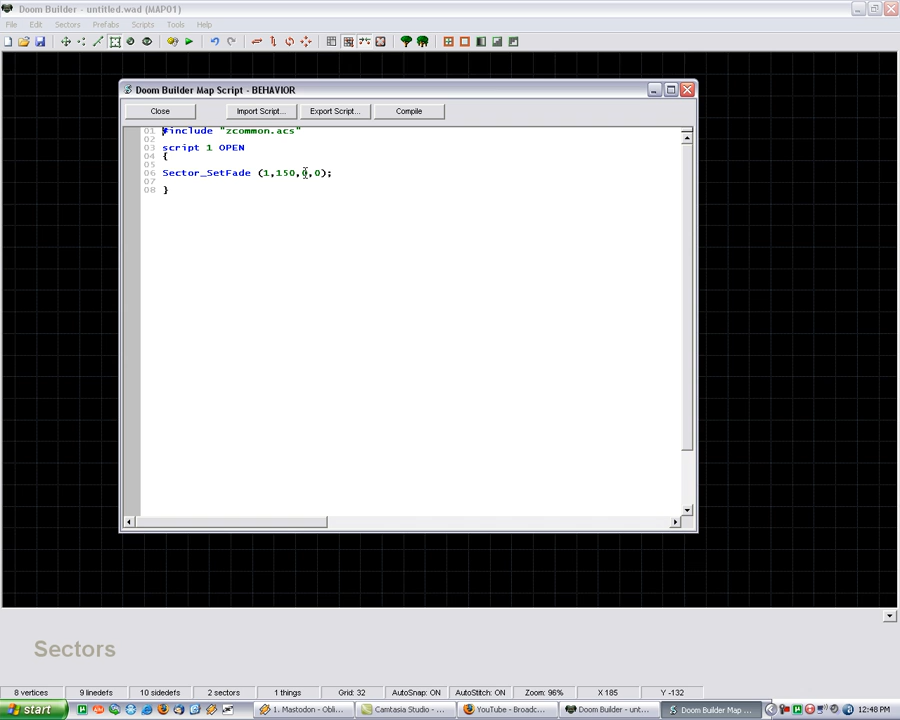 Doom Builder - untitled.wad (MAP01)
File Edit Sectors Prefabs Scripts Tools Help
Doom Builder Map Script - BEHAVIOR
Close Import Script... Export Script... Compile
01 #include "zcommon.acs"
02
03 script 1 OPEN
04 {
05
06 Sector_SetFade (1,150,0,0);
07
08 }
Sectors
8 vertices 9 linedefs 10 sidedefs 2 sectors 1 things Grid: 32 AutoSnap: ON AutoStitch: ON Zoom: 96% X 185 Y -132
start 1. Mastodon - Obli... Camtasia Studio - ... YouTube - Broadc... Doom Builder - unt... Doom Builder Map ... 12:48 PM